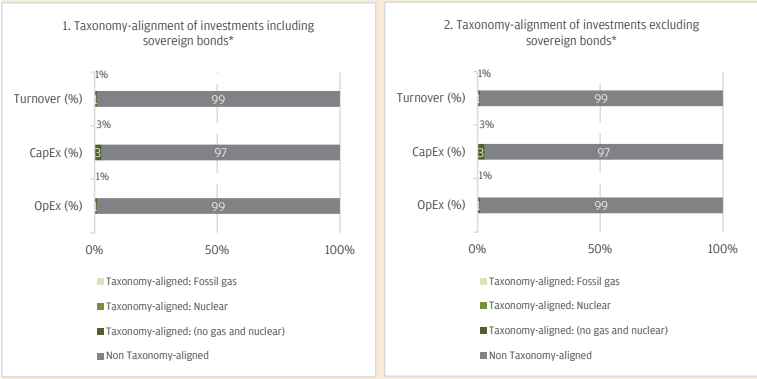 1. Taxonomy-alignment of investments including
sovereign bonds*
1%
Turnover (%)
1
99
3%
CapEx (%)
3
97
1%
OpEx (%)
1
99
0%
50%
100%
Taxonomy-aligned: Fossil gas
Taxonomy-aligned: Nuclear
Taxonomy-aligned: (no gas and nuclear)
Non Taxonomy-aligned
2. Taxonomy-alignment of investments excluding
sovereign bonds*
1%
Turnover (%)
1
99
3%
CapEx (%)
3
97
1%
OpEx (%)
1
99
0%
50%
100%
Taxonomy-aligned: Fossil gas
Taxonomy-aligned: Nuclear
Taxonomy-aligned: (no gas and nuclear)
Non Taxonomy-aligned